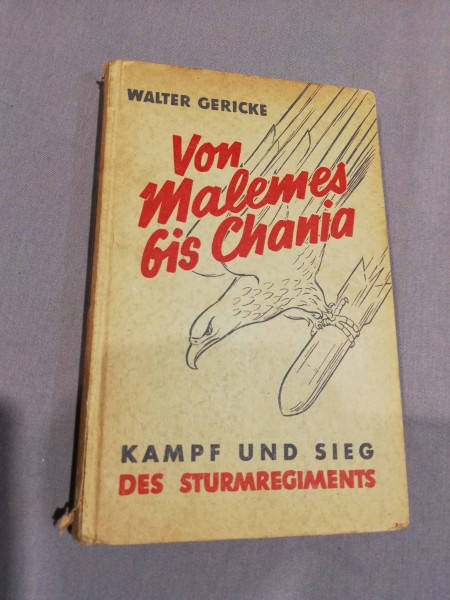 WALTER GERICKE
Von
Malemes
bis Chania
KAMPF UND SIEG
DES STURMREGIMENTS